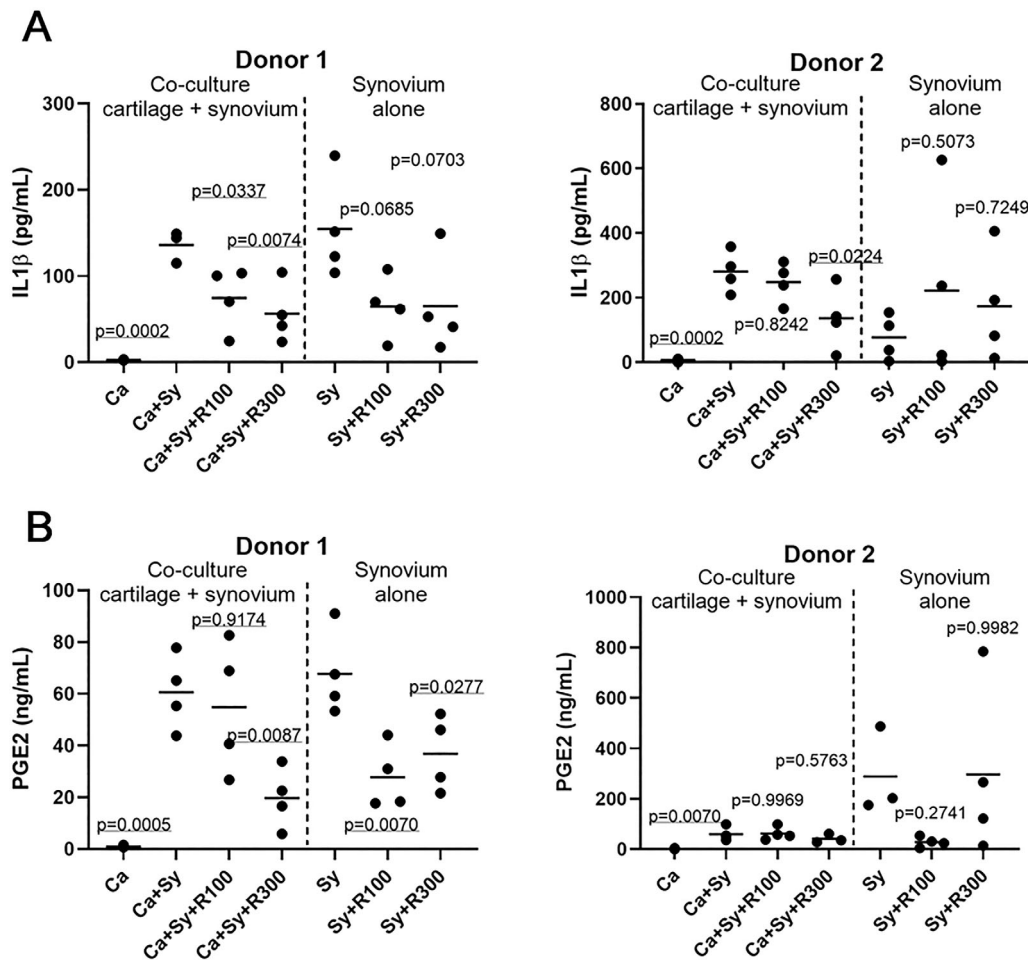 A
Donor 1
Co-culture
cartilage + synovium
Synovium
alone
IL1β (pg/mL)
300
200
100
0
p=0.0002
p=0.0337
p=0.0074
p=0.0685
p=0.0703
Ca
Ca+Sy
Ca+Sy+R100
Ca+Sy+R300
Sy
Sy+R100
Sy+R300
Donor 2
Co-culture
cartilage + synovium
Synovium
alone
IL1β (pg/mL)
800
600
400
200
0
p=0.0002
p=0.8242
p=0.0224
p=0.5073
p=0.7249
Ca
Ca+Sy
Ca+Sy+R100
Ca+Sy+R300
Sy
Sy+R100
Sy+R300
B
Donor 1
Co-culture
cartilage + synovium
Synovium
alone
PGE2 (ng/mL)
100
80
60
40
20
0
p=0.0005
p=0.9174
p=0.0087
p=0.0070
p=0.0277
Ca
Ca+Sy
Ca+Sy+R100
Ca+Sy+R300
Sy
Sy+R100
Sy+R300
Donor 2
Co-culture
cartilage + synovium
Synovium
alone
PGE2 (ng/mL)
1000
800
600
400
200
0
p=0.0070
p=0.9969
p=0.5763
p=0.2741
p=0.9982
Ca
Ca+Sy
Ca+Sy+R100
Ca+Sy+R300
Sy
Sy+R100
Sy+R300